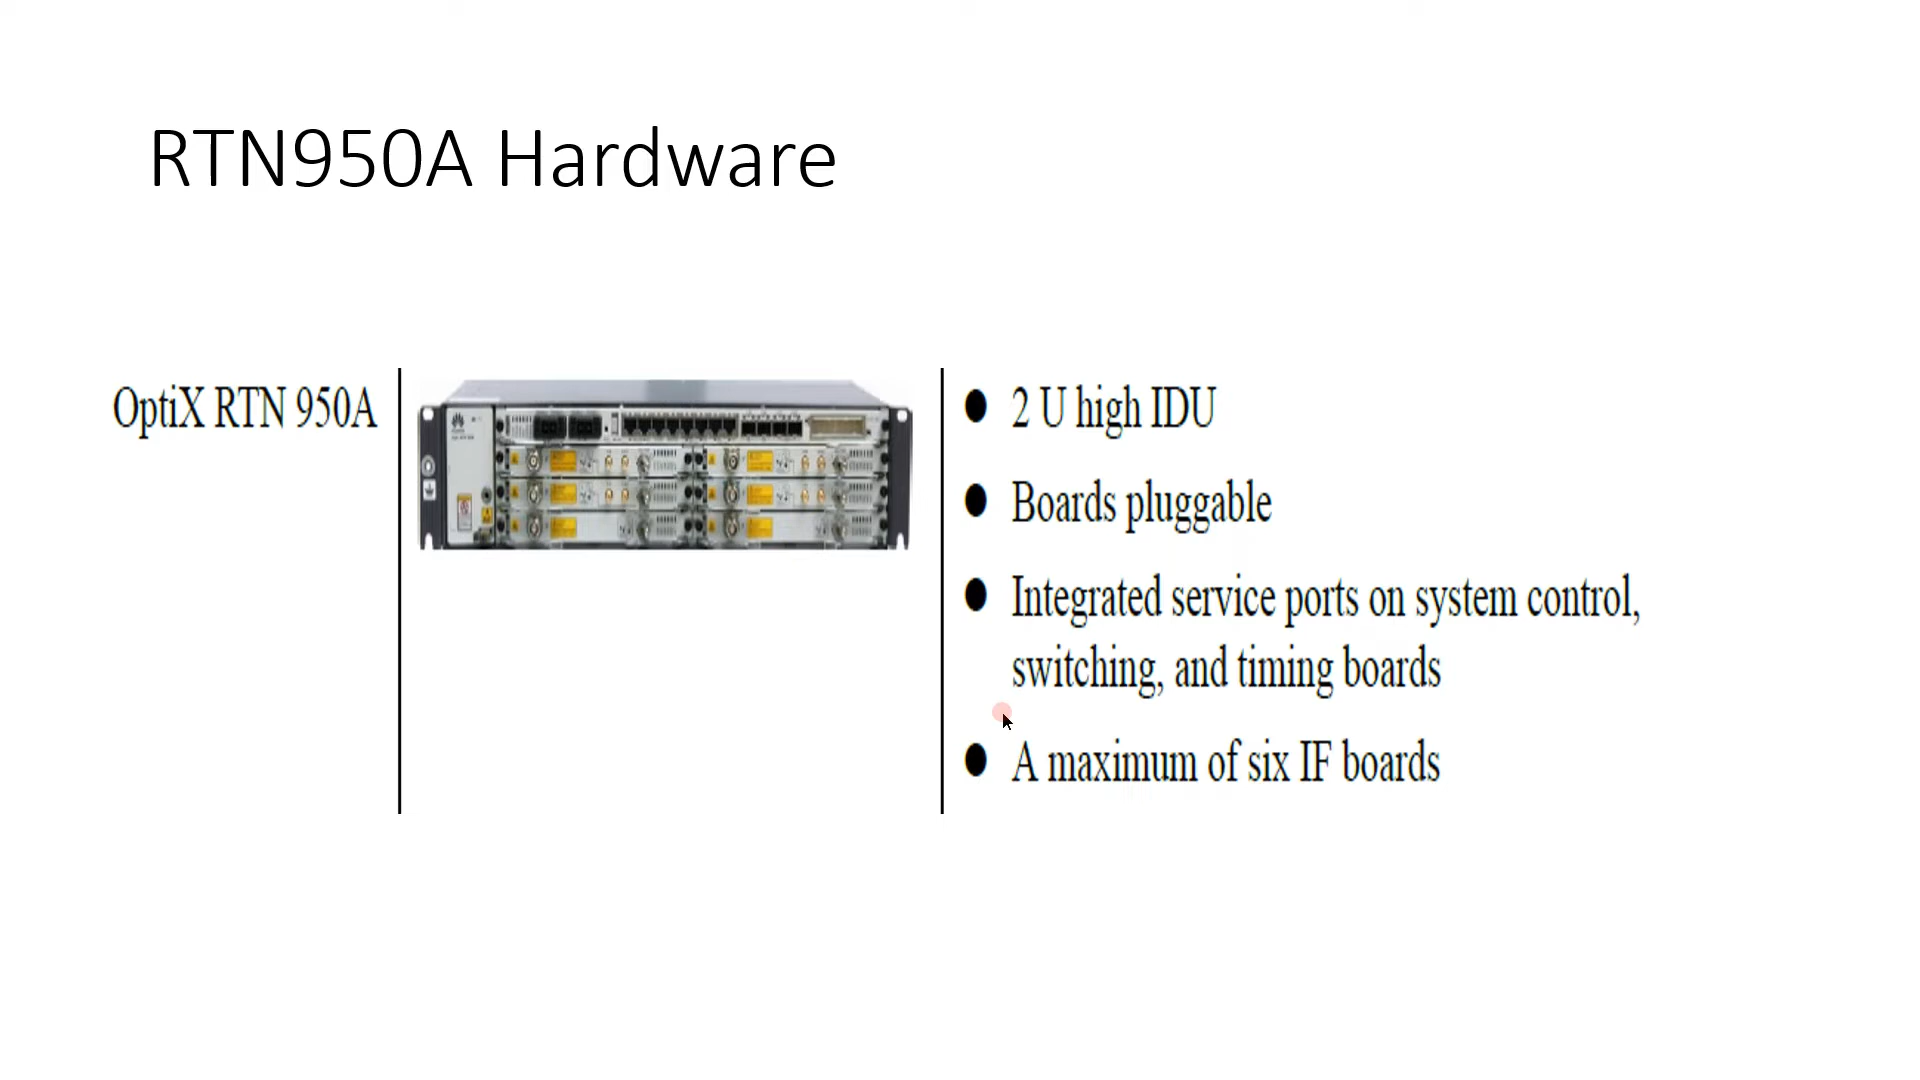 RTN950A Hardware
OptiX RTN 950A
2 U high IDU
Boards pluggable
Integrated service ports on system control,
switching, and timing boards
A maximum of six IF boards